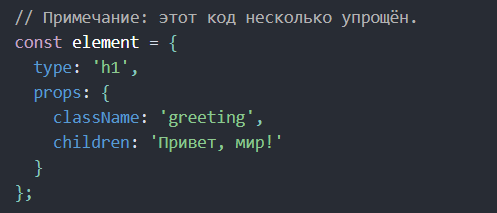 // Примечание: этот код несколько упрощён.
const element = {
  type: 'h1',
  props: {
    className: 'greeting',
    children: 'Привет, мир!'
  }
};